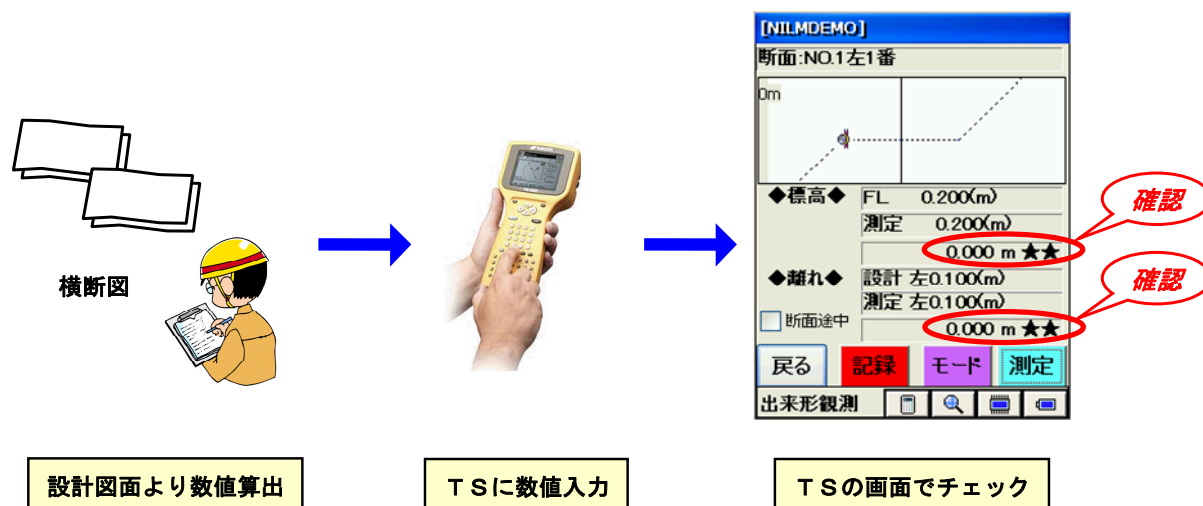 横断図
[NILMDEMO]
断面:NO.1左1番
0m
◆標高◆ FL 0.200(m)
測定 0.200(m)
0.000 m ★★
確認
◆離れ◆ 設計 左0.100(m)
測定 左0.100(m)
断面途中 0.000 m ★★
確認
戻る 記録 モード 測定
出来形観測
設計図面より数値算出
TSに数値入力
TSの画面でチェック